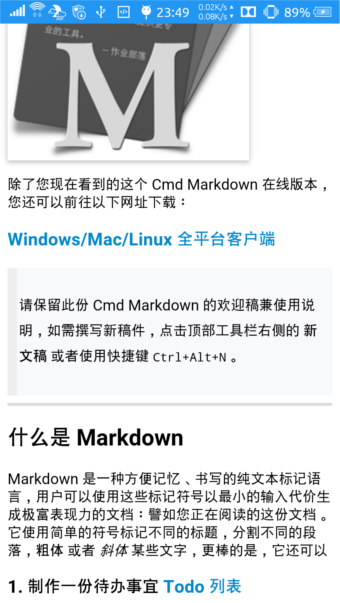 23:49
0.02K/s
0.08K/s
89%
业的工具。
— 作业部落
M
除了您现在看到的这个 Cmd Markdown 在线版本，
您还可以前往以下网址下载：
Windows/Mac/Linux 全平台客户端
请保留此份 Cmd Markdown 的欢迎稿兼使用说
明，如需撰写新稿件，点击顶部工具栏右侧的 新
文稿 或者使用快捷键 Ctrl+Alt+N 。
什么是 Markdown
Markdown 是一种方便记忆、书写的纯文本标记语
言，用户可以使用这些标记符号以最小的输入代价生
成极富表现力的文档：譬如您正在阅读的这份文档。
它使用简单的符号标记不同的标题，分割不同的段
落，粗体 或者 斜体 某些文字，更棒的是，它还可以
1. 制作一份待办事宜 Todo 列表